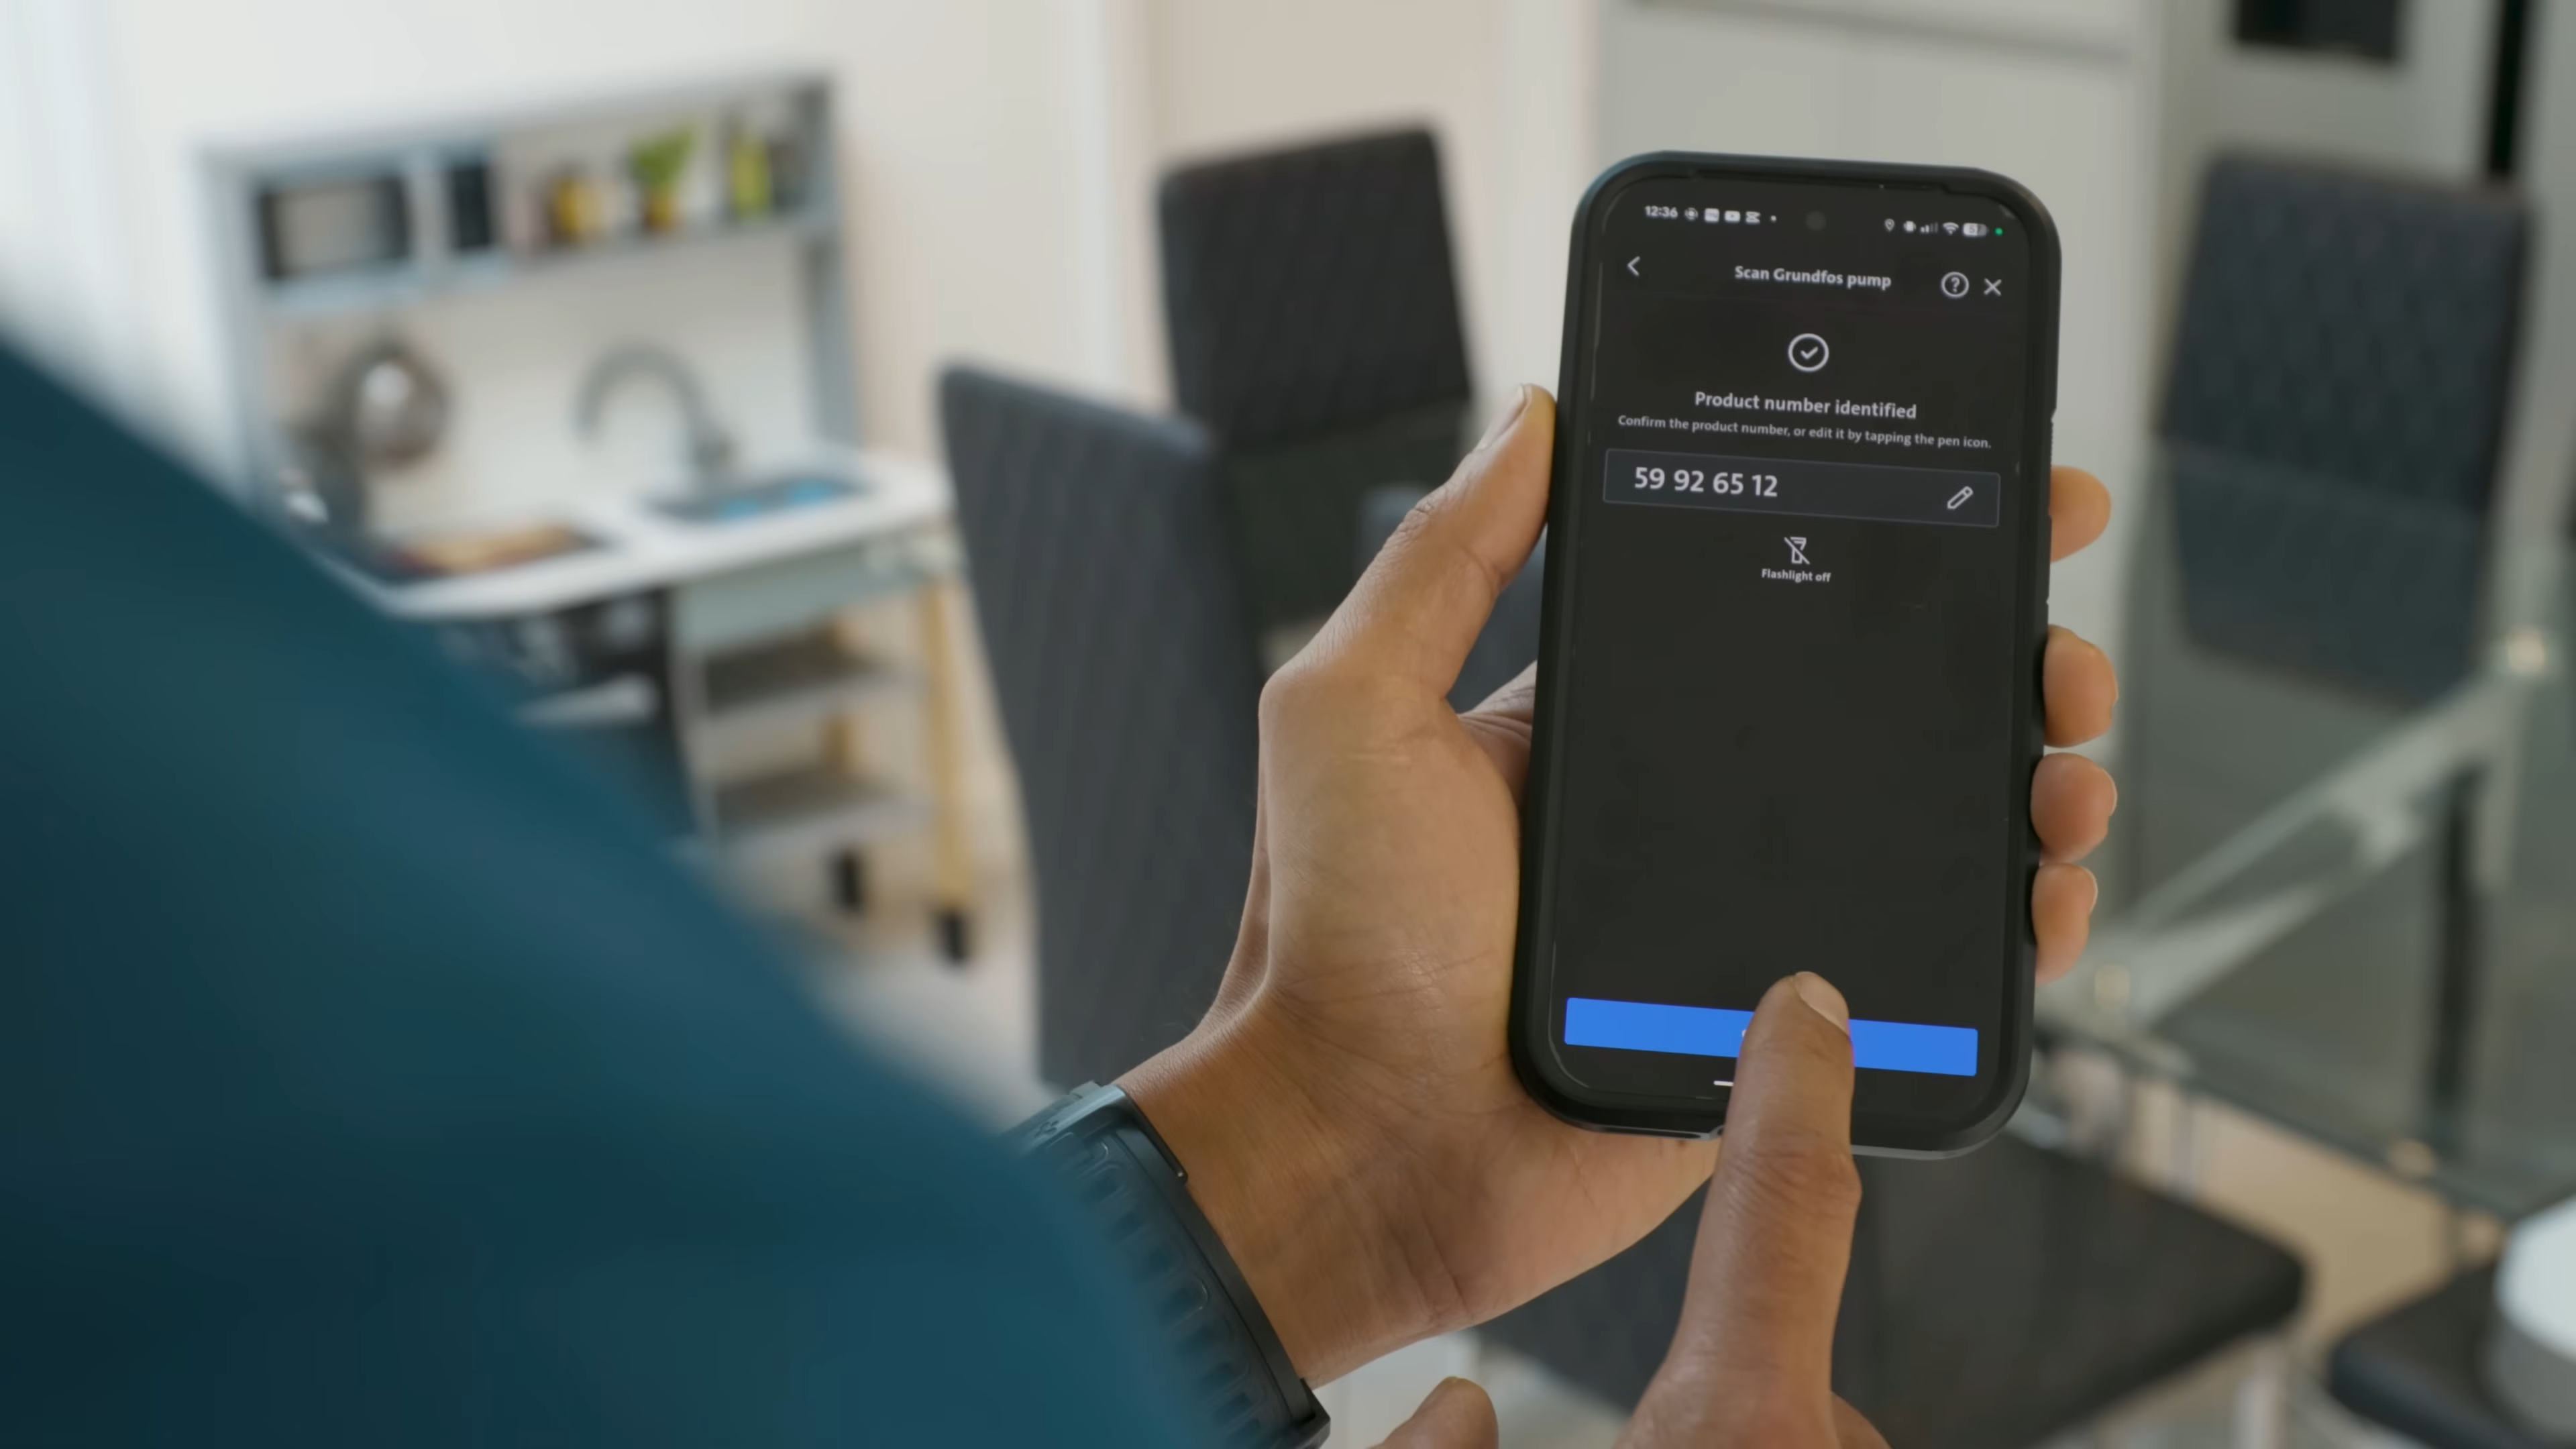 12:36
Scan Grundfos pump
Product number identified
Confirm the product number, or edit it by tapping the pen icon.
59 92 65 12
Flashlight off